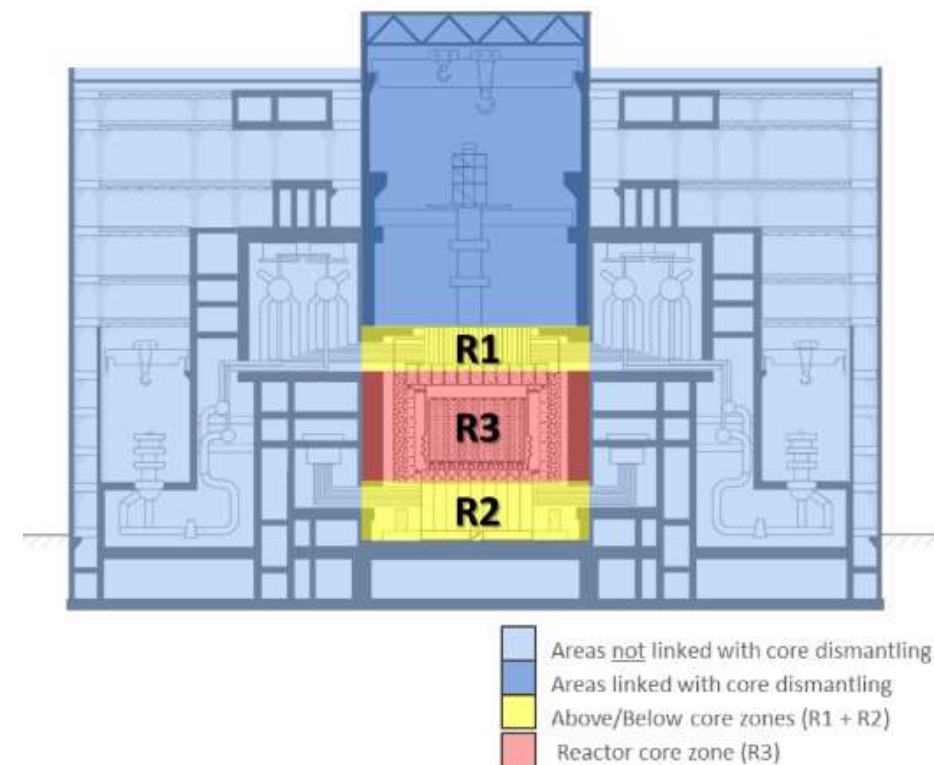 R1
R3
R2
Areas not linked with core dismantling
Areas linked with core dismantling
Above/Below core zones (R1 + R2)
Reactor core zone (R3)